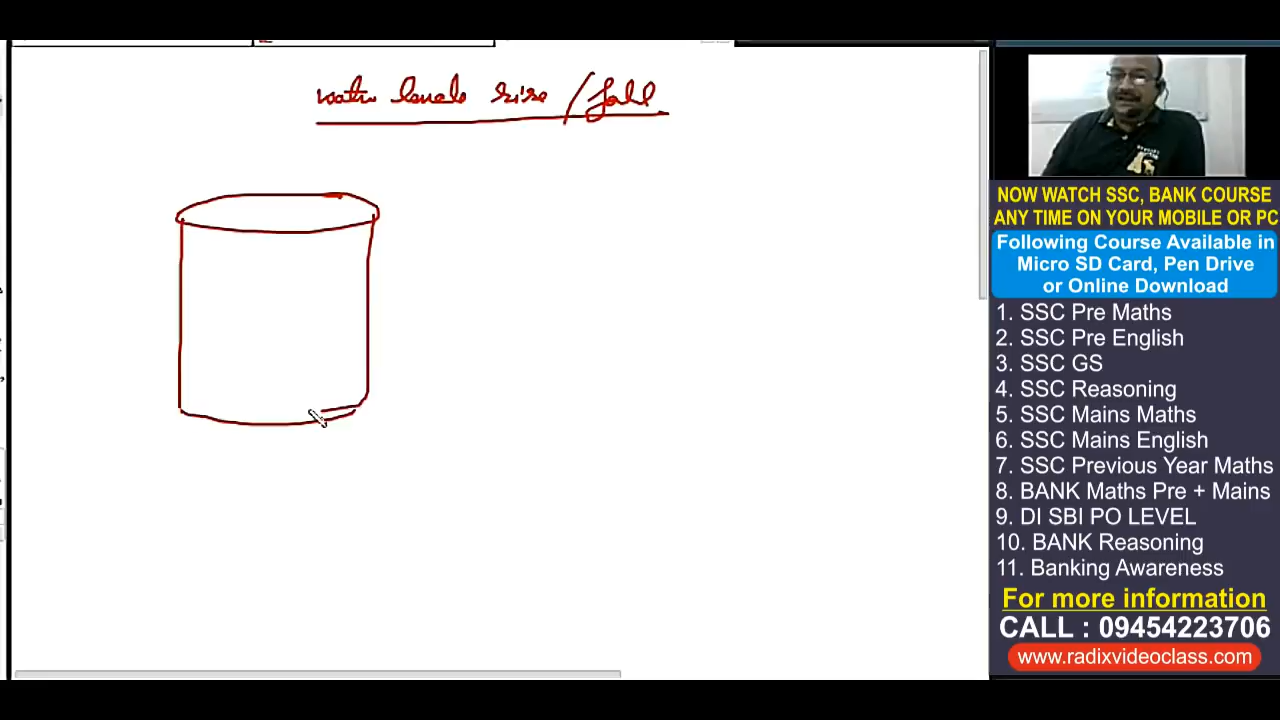 water levels rise / fall
NOW WATCH SSC, BANK COURSE
ANY TIME ON YOUR MOBILE OR PC
Following Course Available in
Micro SD Card, Pen Drive
or Online Download
1. SSC Pre Maths
2. SSC Pre English
3. SSC GS
4. SSC Reasoning
5. SSC Mains Maths
6. SSC Mains English
7. SSC Previous Year Maths
8. BANK Maths Pre + Mains
9. DI SBI PO LEVEL
10. BANK Reasoning
11. Banking Awareness
For more information
CALL : 09454223706
www.radixvideoclass.com